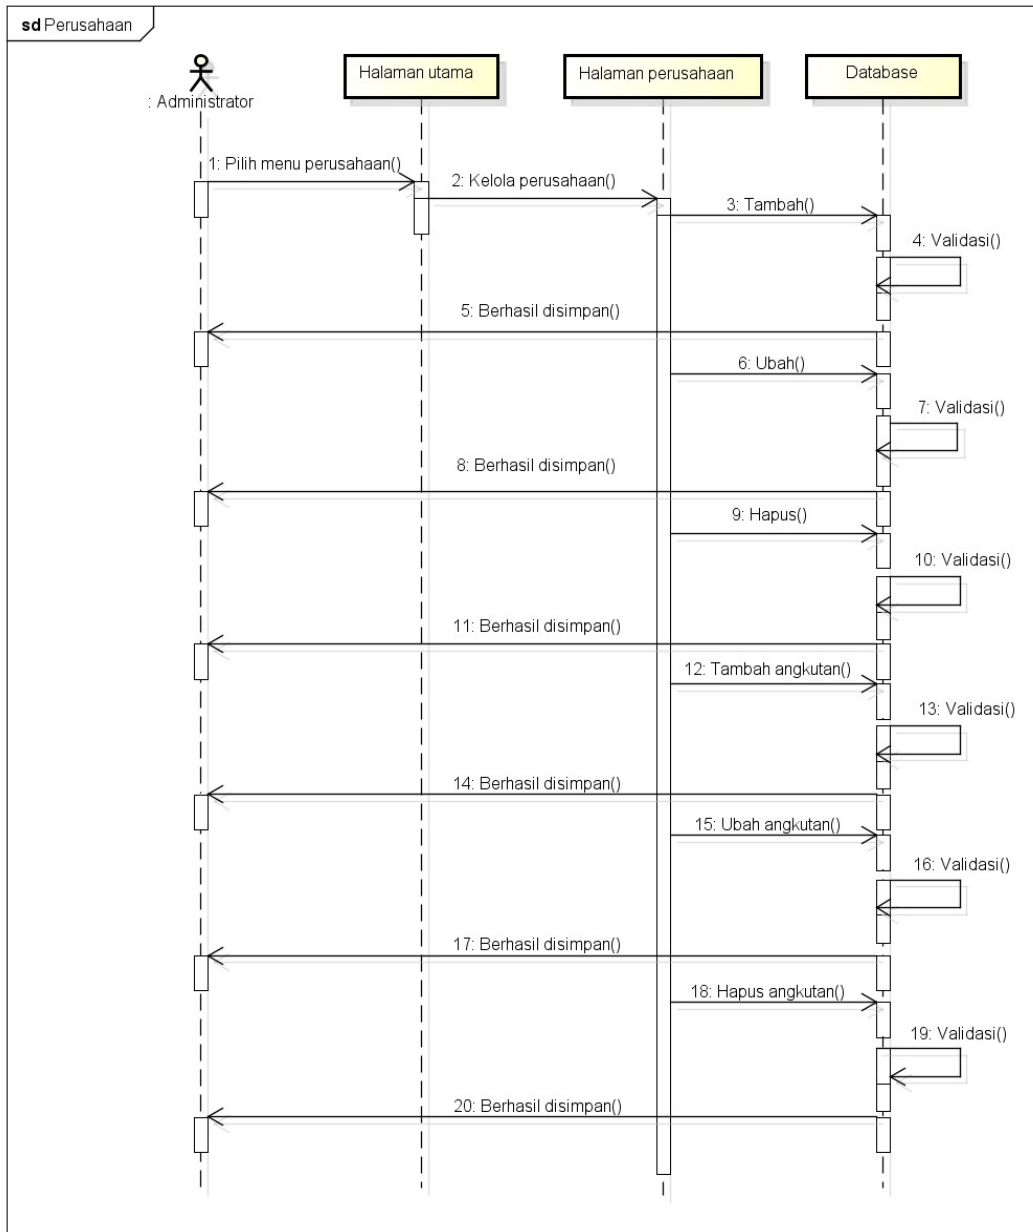 sd Perusahaan
: Administrator
Halaman utama
Halaman perusahaan
Database
1: Pilih menu perusahaan()
2: Kelola perusahaan()
3: Tambah()
4: Validasi()
5: Berhasil disimpan()
6: Ubah()
7: Validasi()
8: Berhasil disimpan()
9: Hapus()
10: Validasi()
11: Berhasil disimpan()
12: Tambah angkutan()
13: Validasi()
14: Berhasil disimpan()
15: Ubah angkutan()
16: Validasi()
17: Berhasil disimpan()
18: Hapus angkutan()
19: Validasi()
20: Berhasil disimpan()